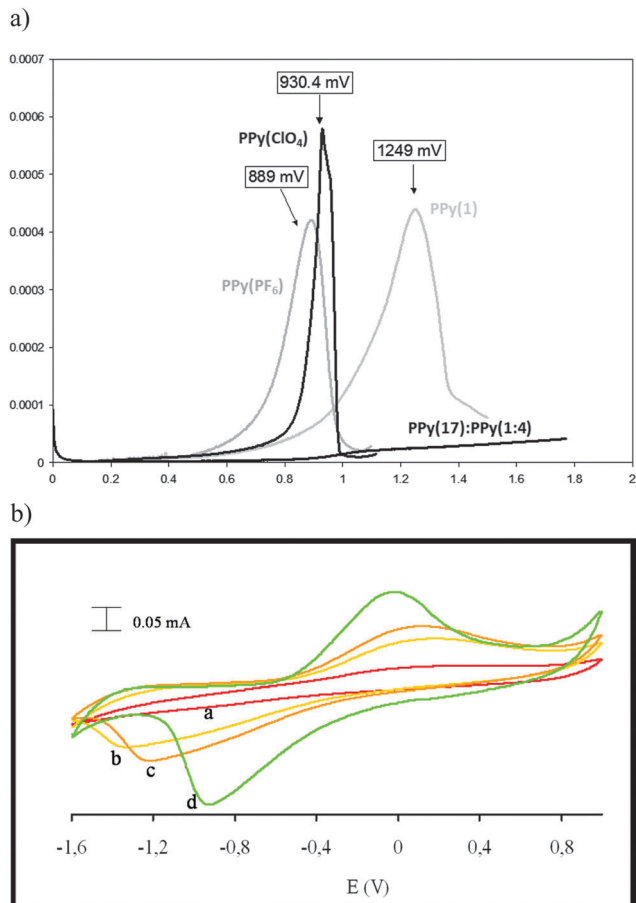 a)
0.0007
930.4 mV
0.0006
PPy(ClO4)
1249 mV
0.0005
889 mV
PPy(1)
0.0004
PPy(PF6)
0.0003
0.0002
0.0001
PPy(17):PPy(1:4)
0
0 0.2 0.4 0.6 0.8 1 1.2 1.4 1.6 1.8 2
b)
0.05 mA
a
b c
d
-1,6 -1,2 -0,8 -0,4 0 0,4 0,8
E (V)